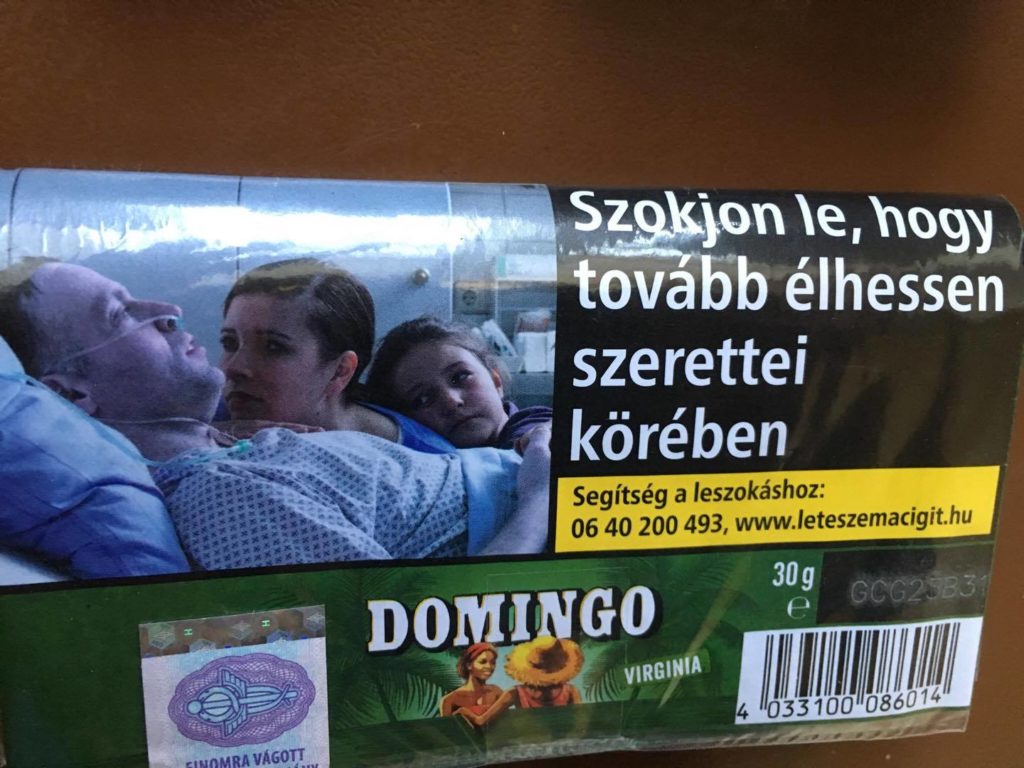 Szokjon le, hogy
tovább élhessen
szerettei
körében
Segítség a leszokáshoz:
06 40 200 493, www.leteszemacigit.hu
30 g
℮
DOMINGO
VIRGINIA
4 033100 086014
FINOMRA VÁGOTT